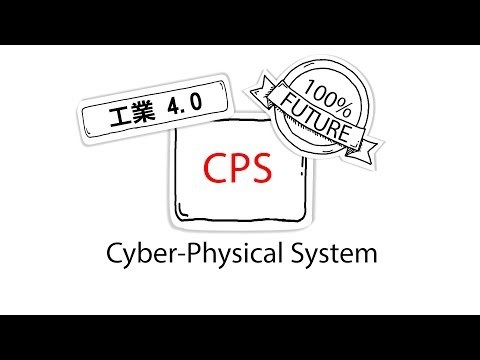 工業 4.0
100%
FUTURE
CPS
Cyber-Physical System